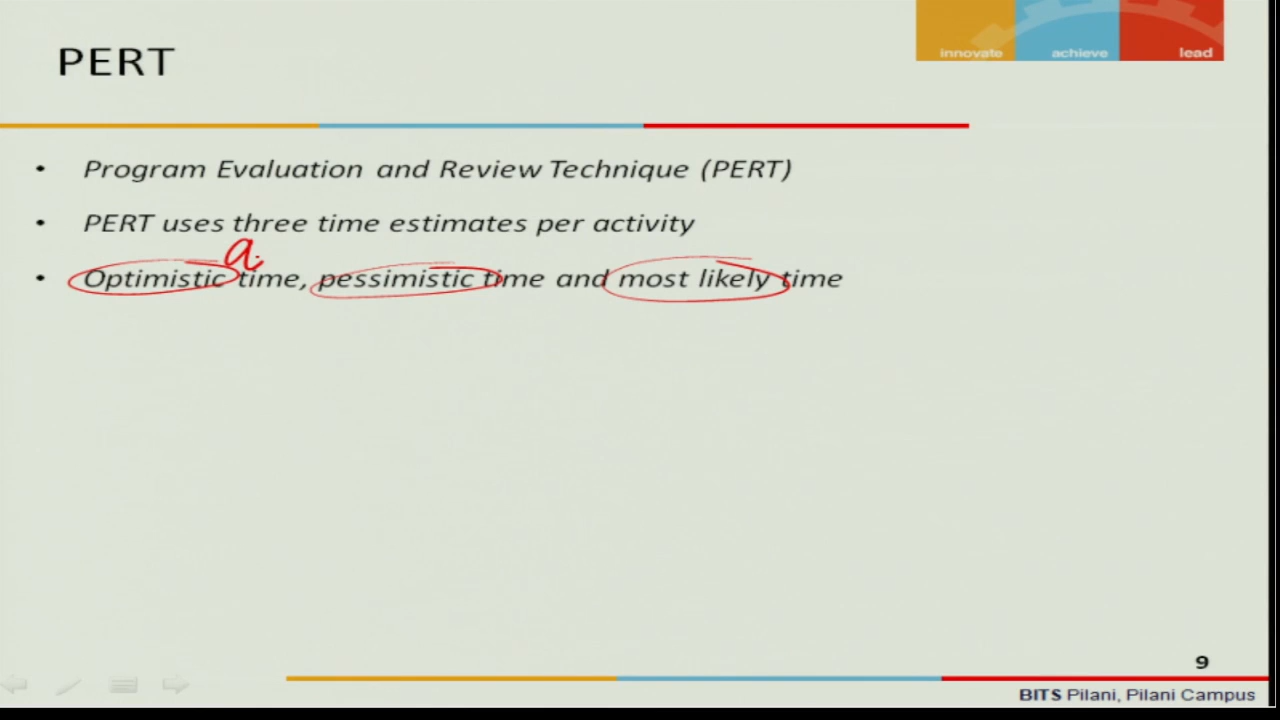 innovate achieve lead
PERT
• Program Evaluation and Review Technique (PERT)
• PERT uses three time estimates per activity
a
• Optimistic time, pessimistic time and most likely time
9
BITS Pilani, Pilani Campus